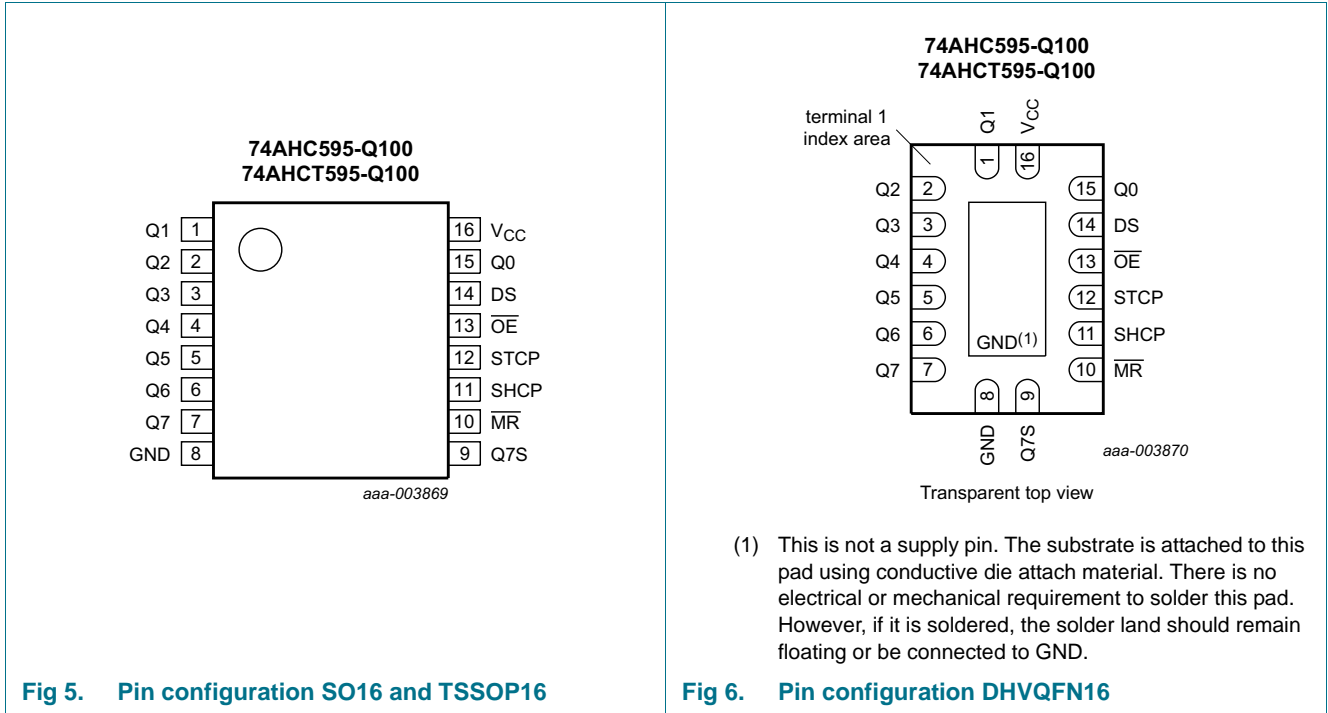 74AHC595-Q100
74AHCT595-Q100
Q1 1
Q2 2
Q3 3
Q4 4
Q5 5
Q6 6
Q7 7
GND 8
16 VCC
15 Q0
14 DS
13 OE
12 STCP
11 SHCP
10 MR
9 Q7S
aaa-003869
Fig 5. Pin configuration SO16 and TSSOP16
74AHC595-Q100
74AHCT595-Q100
terminal 1
index area
Q1
VCC
1
16
Q2 2
Q3 3
Q4 4
Q5 5
Q6 6
Q7 7
15 Q0
14 DS
13 OE
12 STCP
11 SHCP
10 MR
GND(1)
8
9
GND
Q7S
aaa-003870
Transparent top view
(1) This is not a supply pin. The substrate is attached to this
pad using conductive die attach material. There is no
electrical or mechanical requirement to solder this pad.
However, if it is soldered, the solder land should remain
floating or be connected to GND.
Fig 6. Pin configuration DHVQFN16